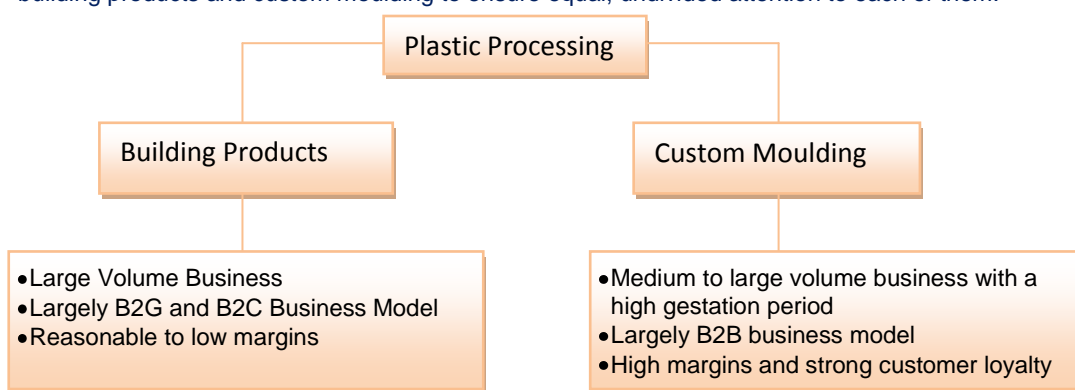 building products and custom moulding to ensure equal, undivided attention to each of them.
Plastic Processing
Building Products
Custom Moulding
•Large Volume Business
•Largely B2G and B2C Business Model
•Reasonable to low margins
•Medium to large volume business with a
high gestation period
•Largely B2B business model
•High margins and strong customer loyalty